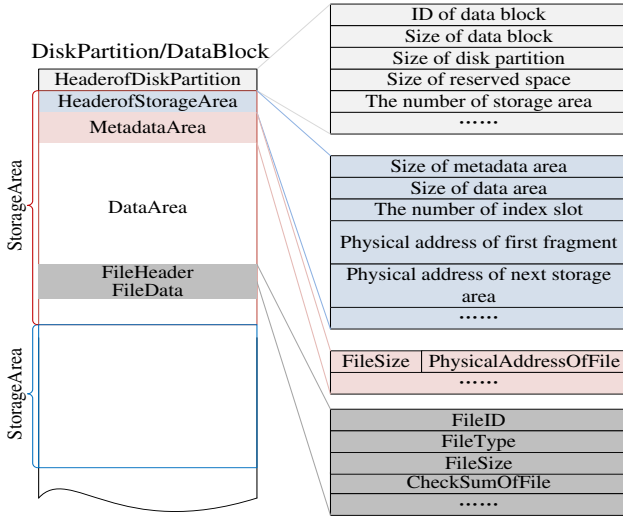 DiskPartition/DataBlock
HeaderofDiskPartition
HeaderofStorageArea
MetadataArea
DataArea
FileHeader
FileData
StorageArea
StorageArea
ID of data block
Size of data block
Size of disk partition
Size of reserved space
The number of storage area
……
Size of metadata area
Size of data area
The number of index slot
Physical address of first fragment
Physical address of next storage
area
……
FileSize PhysicalAddressOfFile
……
FileID
FileType
FileSize
CheckSumOfFile
……